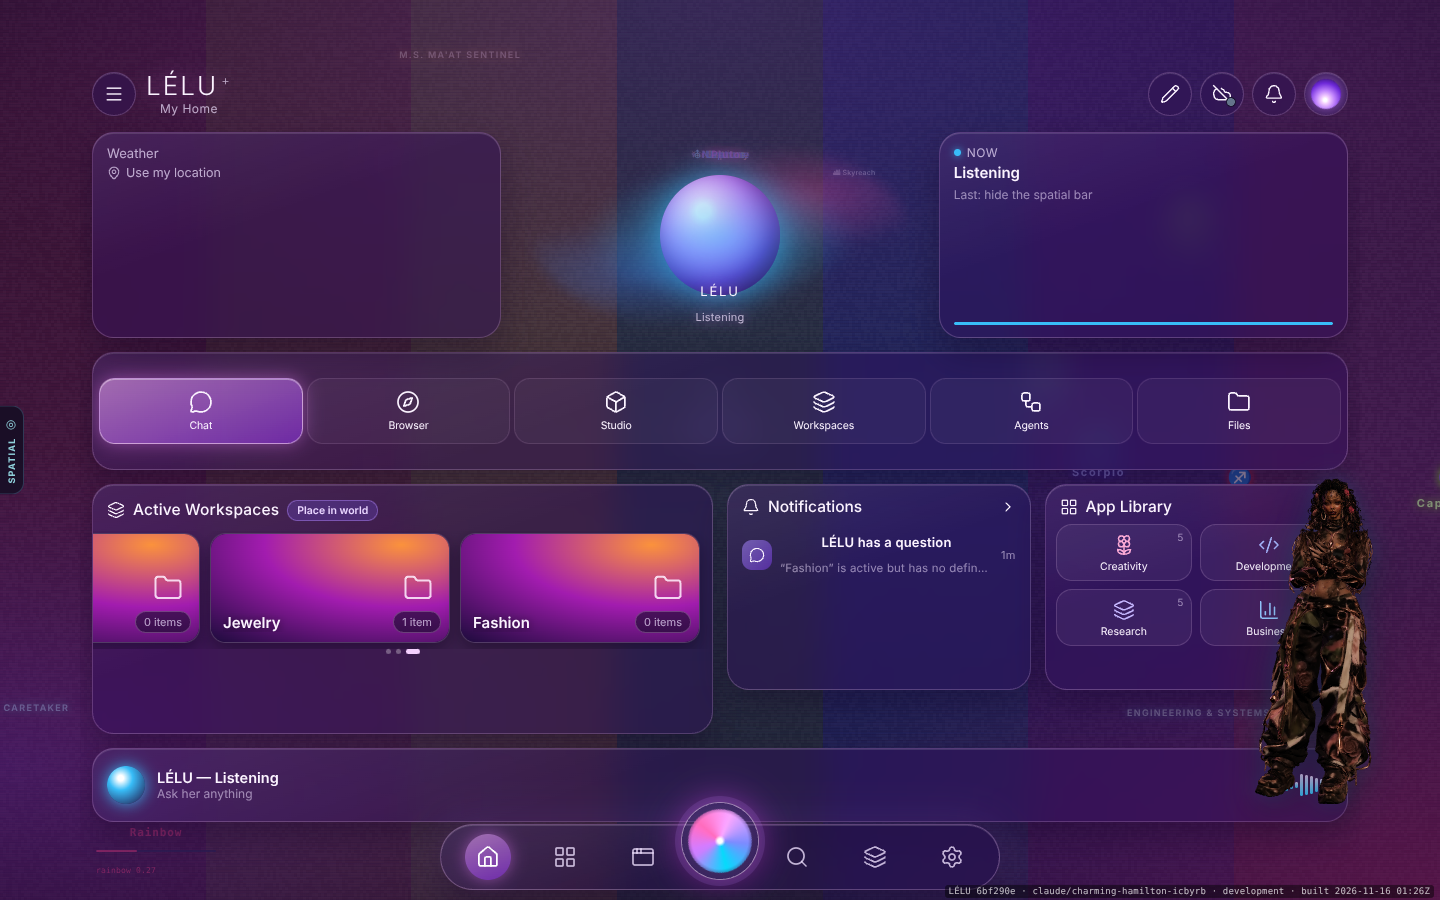 M.S. MA'AT SENTINEL
LÉLU +
My Home
Weather
Use my location
Skyreach
LÉLU
Listening
NOW
Listening
Last: hide the spatial bar
Chat
Browser
Studio
Workspaces
Agents
Files
SPATIAL
Scorpio
Cap
Active Workspaces
Place in world
0 items
Jewelry
1 item
Fashion
0 items
Notifications
LÉLU has a question
"Fashion" is active but has no defin...
1m
App Library
Creativity
5
Developme
Research
5
Busines
CARETAKER
ENGINEERING & SYSTEMS
LÉLU — Listening
Ask her anything
Rainbow
rainbow 6.27
LÉLU 6bf290e · claude/charming-hamilton-icbyrb · development · built 2026-11-16 01:26Z